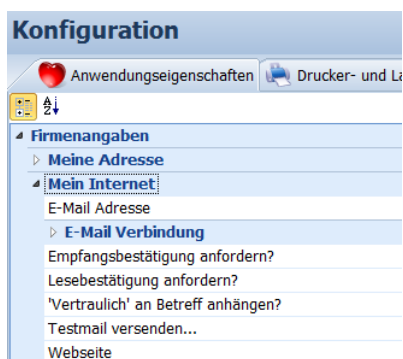 Konfiguration
Anwendungseigenschaften Drucker- und La
Firmenangaben
Meine Adresse
Mein Internet
E-Mail Adresse
E-Mail Verbindung
Empfangsbestätigung anfordern?
Lesebestätigung anfordern?
'Vertraulich' an Betreff anhängen?
Testmail versenden...
Webseite